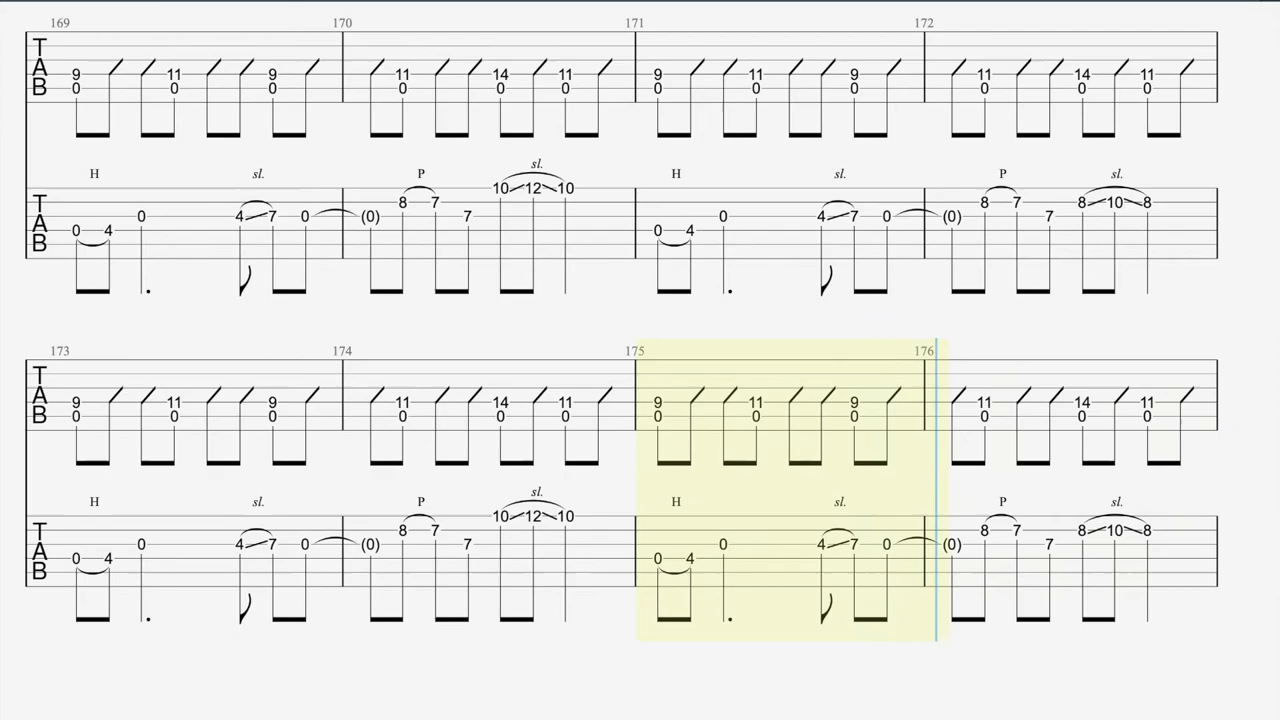 169 170 171 172
T
A
B
9 11 9 11 14 11 9 11 9 11 14 11
0 0 0 0 0 0 0 0 0 0 0 0
H sl. P sl. H sl. P sl.
10 12 10
8 7 8 7 8 10 8
0 4 7 0 (0) 7 0 4 7 0 (0) 7
0 4 0 4
173 174 175 176
T
A
B
9 11 9 11 14 11 9 11 9 11 14 11
0 0 0 0 0 0 0 0 0 0 0 0
H sl. P sl. H sl. P sl.
10 12 10
8 7 8 7 8 10 8
0 4 7 0 (0) 7 0 4 7 0 (0) 7
0 4 0 4